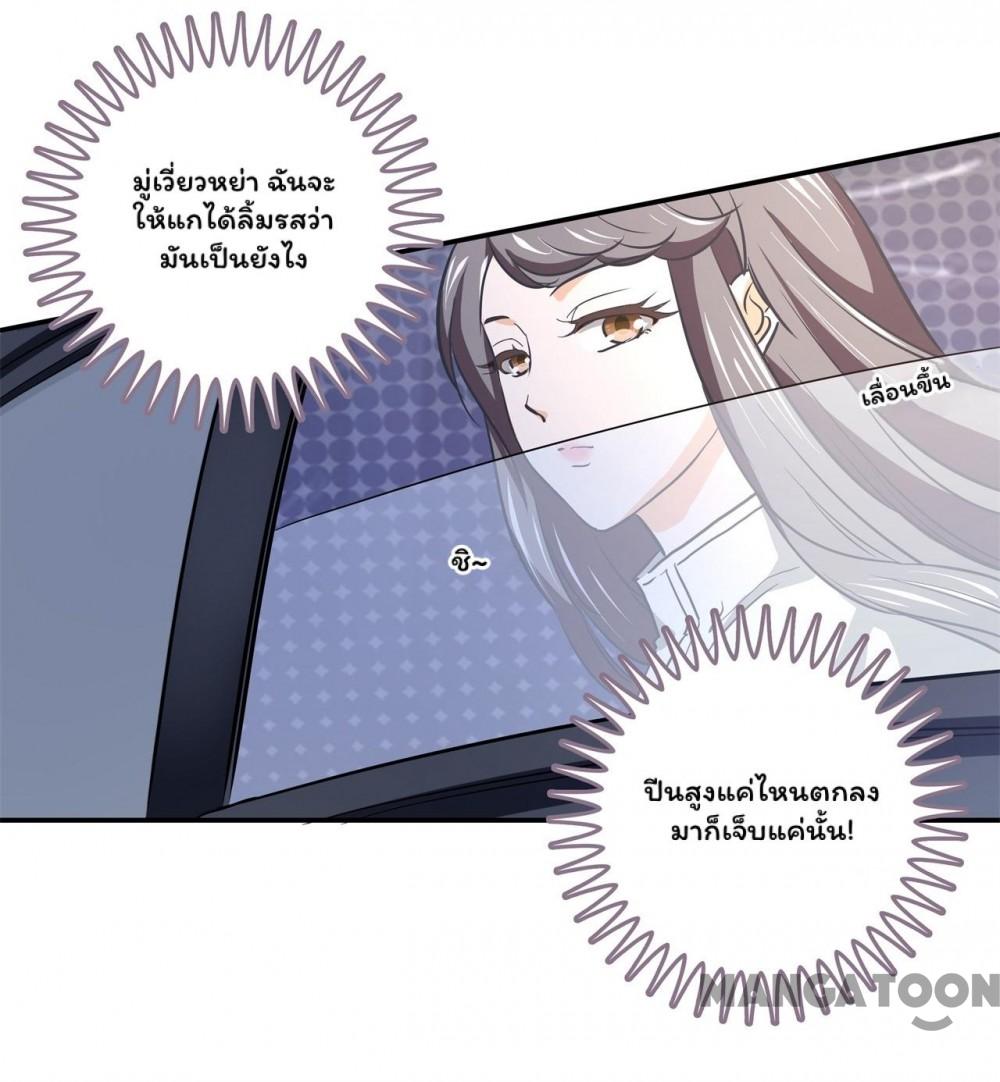 มู่เวี่ยวหย่า ฉันจะ
ให้แกได้ลิ้มรสว่า
มันเป็นยังไง
เลื่อนขึ้น
ชิ~
ปีนสูงแค่ไหนตกลง
มาก็เจ็บแค่นั้น!
MANGATOON